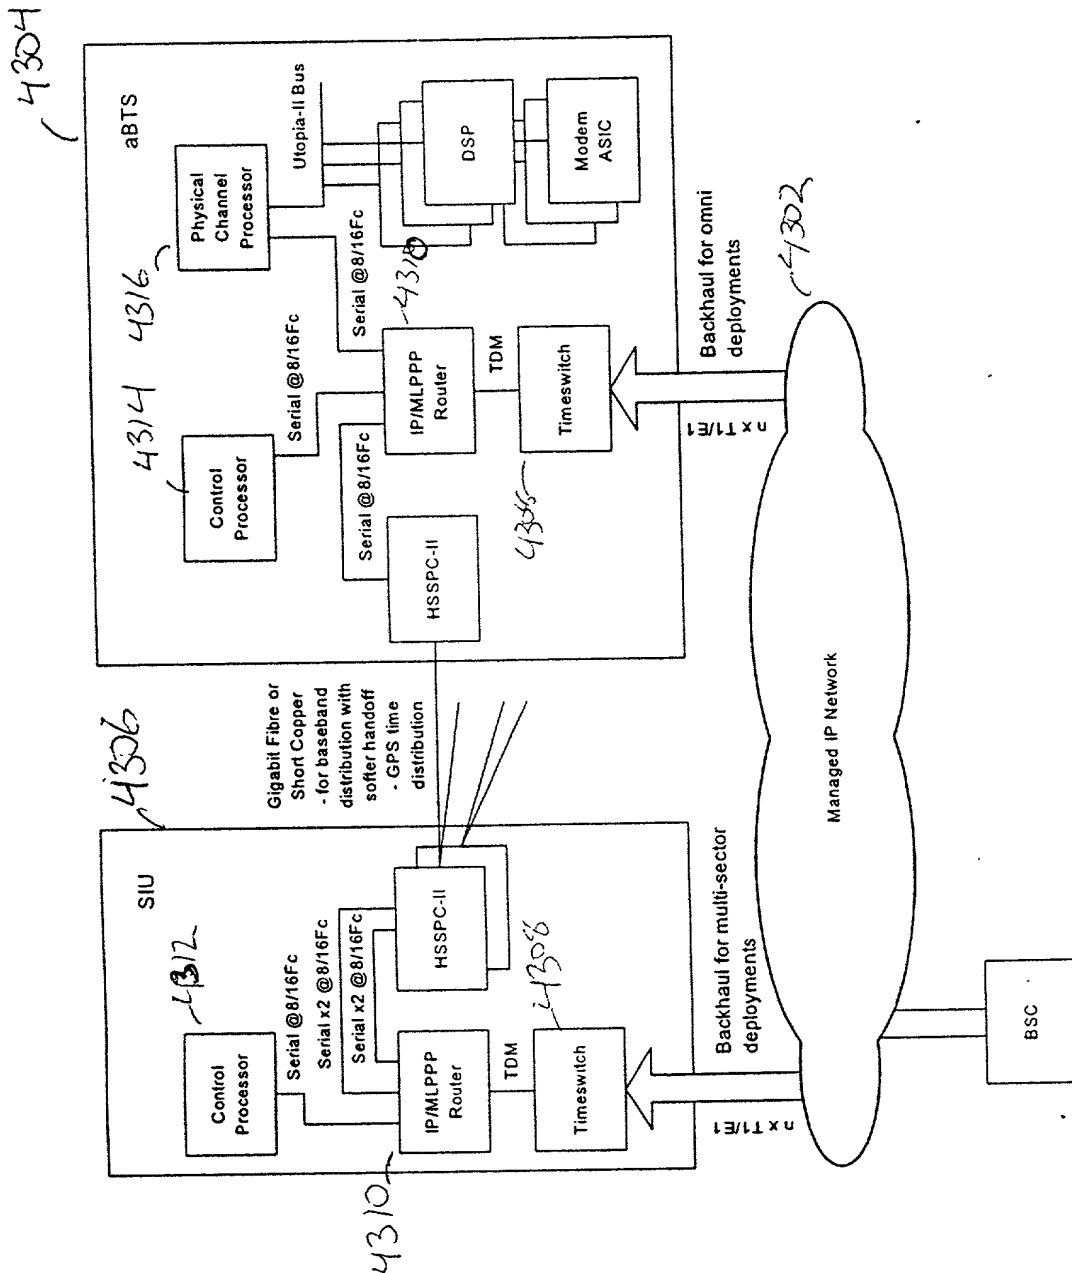 4306
SIU
4312
Control
Processor
Serial @8/16Fc
Serial x2 @8/16Fc
Serial x2 @8/16Fc
4310
IP/MLPPP
Router
HSSPC-II
TDM
4308
Timeswitch
Gigabit Fibre or
Short Copper
- for baseband
distribution with
softer handoff
- GPS time
distribution
4304
aBTS
4314
Control
Processor
4316
Physical
Channel
Processor
Utopia-II Bus
Serial @8/16Fc
Serial @8/16Fc
Serial @8/16Fc
HSSPC-II
IP/MLPPP
Router
4310
DSP
Modem
ASIC
TDM
Timeswitch
n x T1/E1
Backhaul for multi-sector
deployments
n x T1/E1
Backhaul for omni
deployments
4302
Managed IP Network
BSC